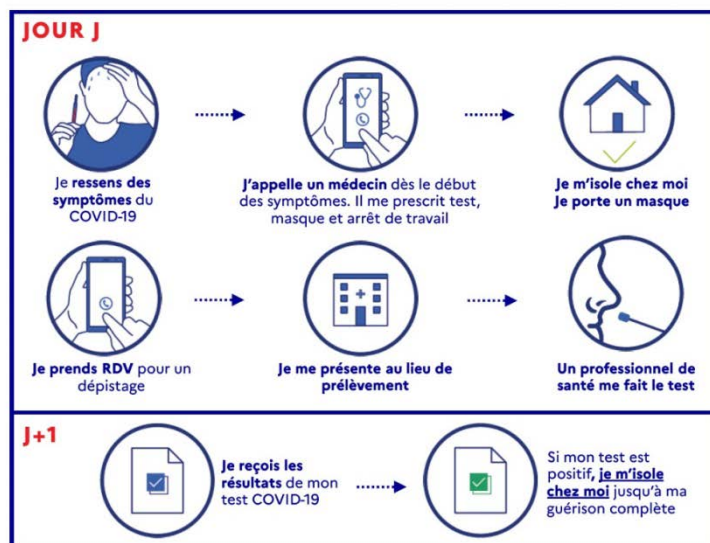 JOUR J
Je ressens des
symptômes du
COVID-19
J'appelle un médecin dès le début
des symptômes. Il me prescrit test,
masque et arrêt de travail
Je m'isole chez moi
Je porte un masque
Je prends RDV pour un
dépistage
Je me présente au lieu de
prélèvement
Un professionnel de
santé me fait le test
J+1
Je reçois les
résultats de mon
test COVID-19
Si mon test est
positif, je m'isole
chez moi jusqu'à ma
guérison complète